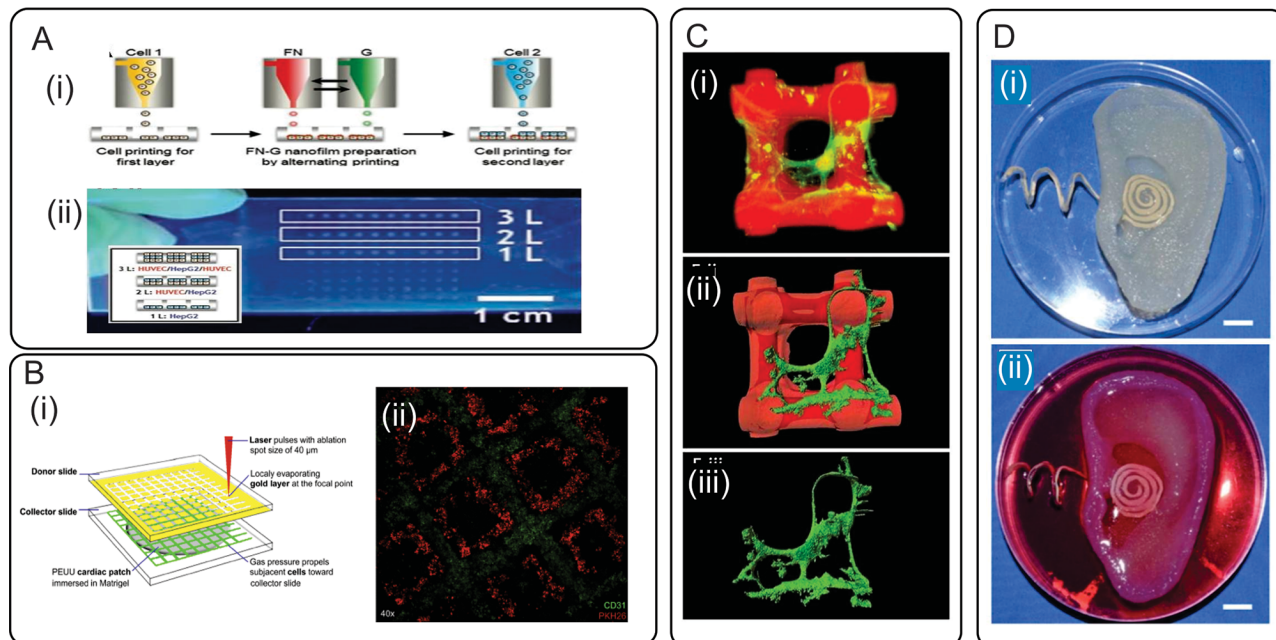 A
(i)
Cell 1
FN
G
Cell 2
Cell printing for
first layer
FN-G nanofilm preparation
by alternating printing
Cell printing for
second layer
(ii)
3 L
2 L
1 L
3 L: HUVEC/HepG2/HUVEC
2 L: HUVEC/HepG2
1 L: HepG2
1 cm
B
(i)
Laser pulses with ablation
spot size of 40 µm
Donor slide
Localy evaporating
gold layer at the focal point
Collector slide
PEUU cardiac patch
immersed in Matrigel
Gas pressure propels
subjacent cells toward
collector slide
(ii)
40x
CD31
PKH26
C
(i)
(ii)
(iii)
D
(i)
(ii)